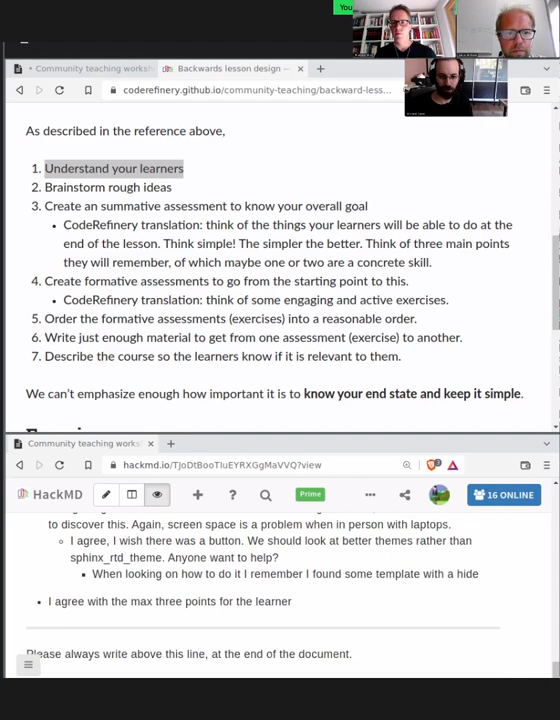 You
Community teaching works
Backwards lesson design —
coderefinery.github.io/community-teaching/backward-less...
As described in the reference above,
1. Understand your learners
2. Brainstorm rough ideas
3. Create an summative assessment to know your overall goal
• CodeRefinery translation: think of the things your learners will be able to do at the
end of the lesson. Think simple! The simpler the better. Think of three main points
they will remember, of which maybe one or two are a concrete skill.
4. Create formative assessments to go from the starting point to this.
• CodeRefinery translation: think of some engaging and active exercises.
5. Order the formative assessments (exercises) into a reasonable order.
6. Write just enough material to get from one assessment (exercise) to another.
7. Describe the course so the learners know if it is relevant to them.
We can't emphasize enough how important it is to know your end state and keep it simple.
Community teaching works
hackmd.io/TJoDtBooTIuEYRXGgMaVVQ?view
HackMD
Prime
16 ONLINE
to discover this. Again, screen space is a problem when in person with laptops.
I agree, I wish there was a button. We should look at better themes rather than
sphinx_rtd_theme. Anyone want to help?
When looking on how to do it I remember I found some template with a hide
• I agree with the max three points for the learner
Please always write above this line, at the end of the document.